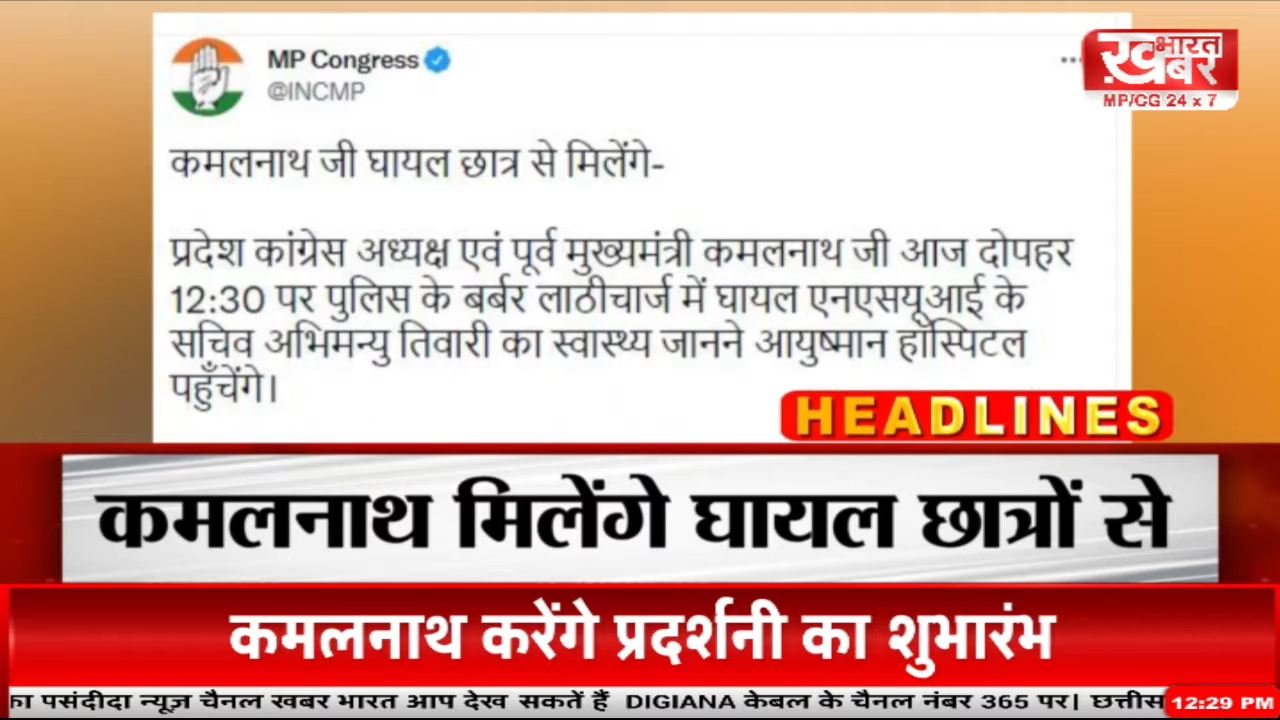 MP Congress
@INCMP
भारत
ख़बर
MP/CG 24 x 7
कमलनाथ जी घायल छात्र से मिलेंगे-
प्रदेश कांग्रेस अध्यक्ष एवं पूर्व मुख्यमंत्री कमलनाथ जी आज दोपहर
12:30 पर पुलिस के बर्बर लाठीचार्ज में घायल एनएसयूआई के
सचिव अभिमन्यु तिवारी का स्वास्थ्य जानने आयुष्मान हॉस्पिटल
पहुँचेंगे।
HEADLINES
कमलनाथ मिलेंगे घायल छात्रों से
कमलनाथ करेंगे प्रदर्शनी का शुभारंभ
का पसंदीदा न्यूज़ चैनल खबर भारत आप देख सकतें हैं DIGIANA केबल के चैनल नंबर 365 पर| छत्तीस
12:29 PM